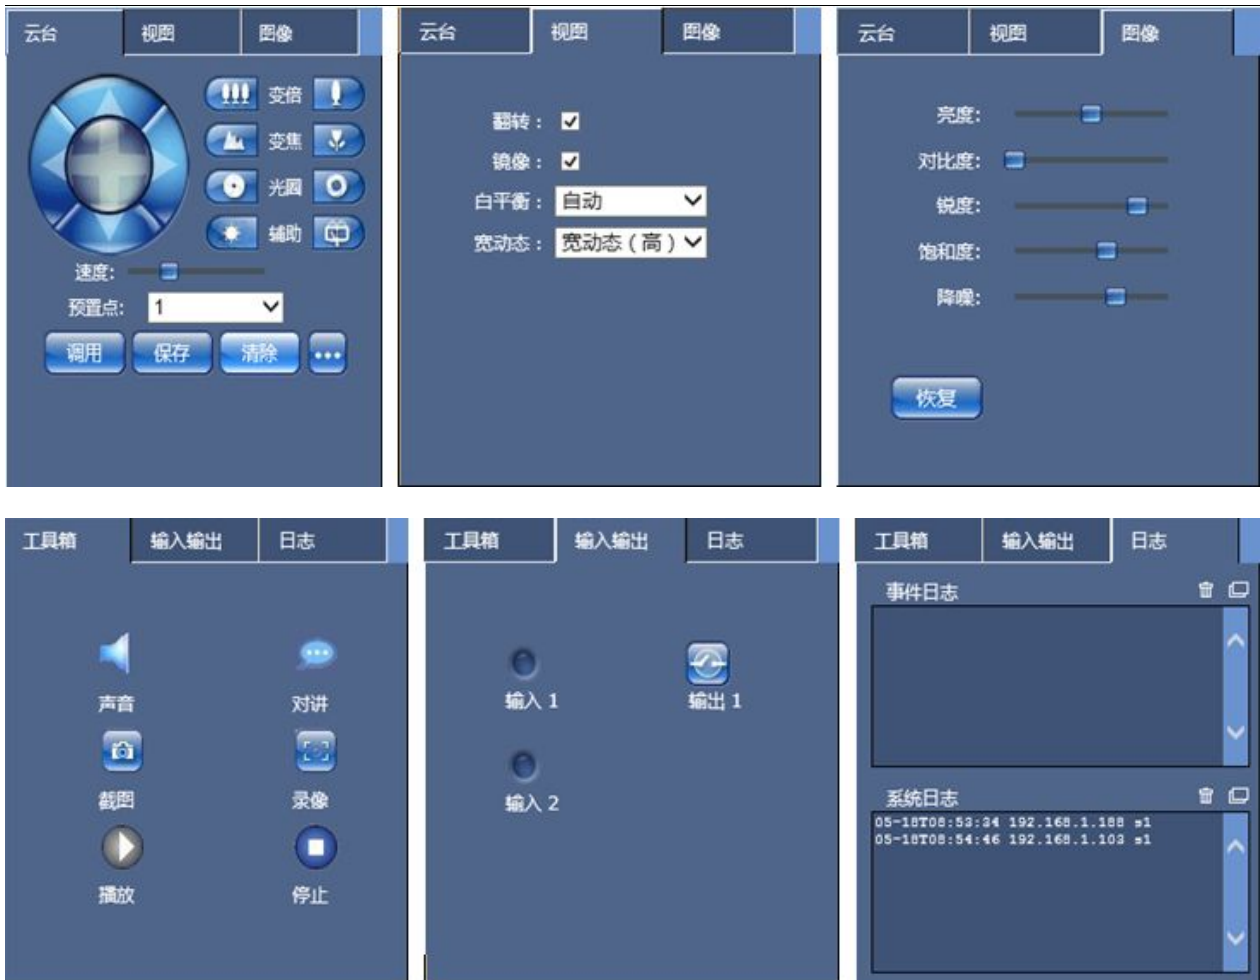 云台 视图 图像
变倍
变焦
光圈
辅助
速度:
预置点: 1
调用 保存 清除 •••
云台 视图 图像
翻转：
镜像：
白平衡： 自动
宽动态： 宽动态（高）
云台 视图 图像
亮度:
对比度:
锐度:
饱和度:
降噪:
恢复
工具箱 输入输出 日志
声音 对讲
截图 录像
播放 停止
工具箱 输入输出 日志
输入 1 输出 1
输入 2
工具箱 输入输出 日志
事件日志
系统日志
05-18T08:53:34 192.168.1.188 s1
05-18T08:54:46 192.168.1.103 s1